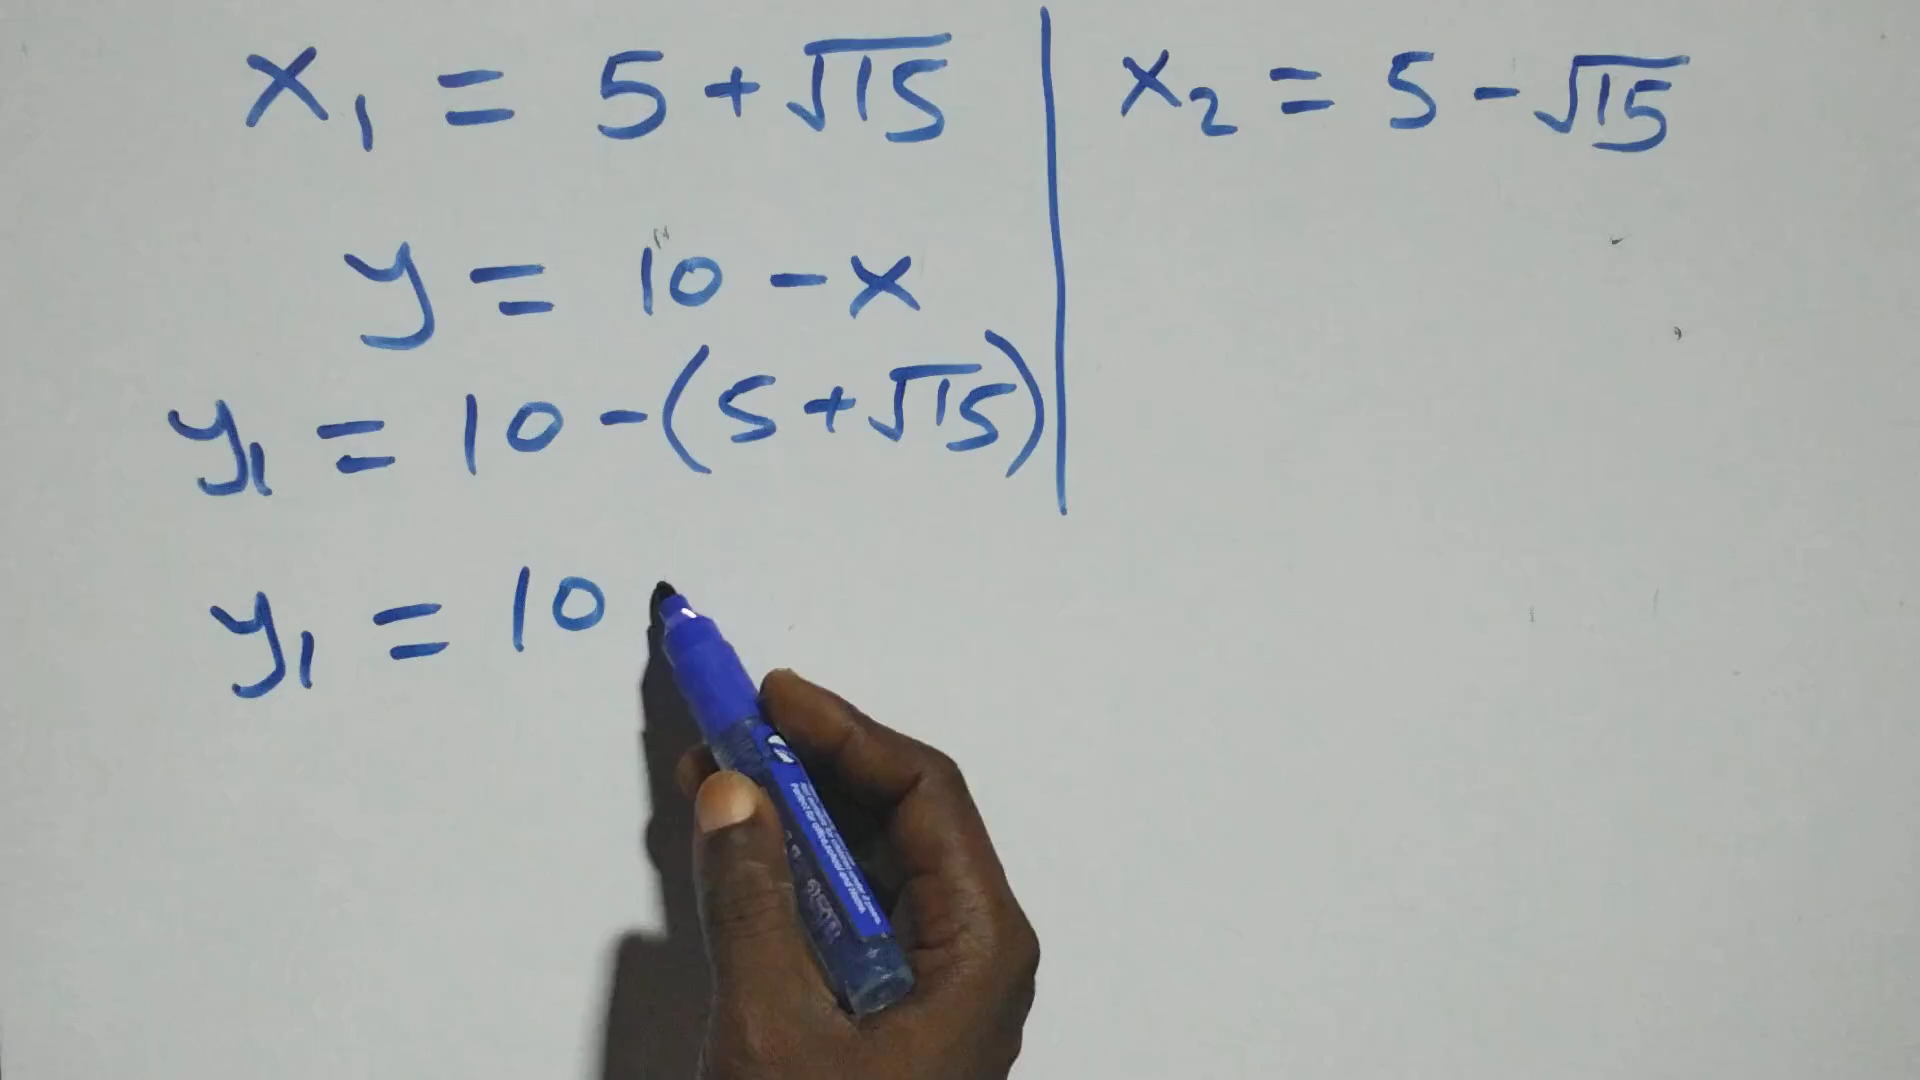 x₁ = 5 + √15
x₂ = 5 - √15
y = 10 - x
y₁ = 10 - (5 + √15)
y₁ = 10